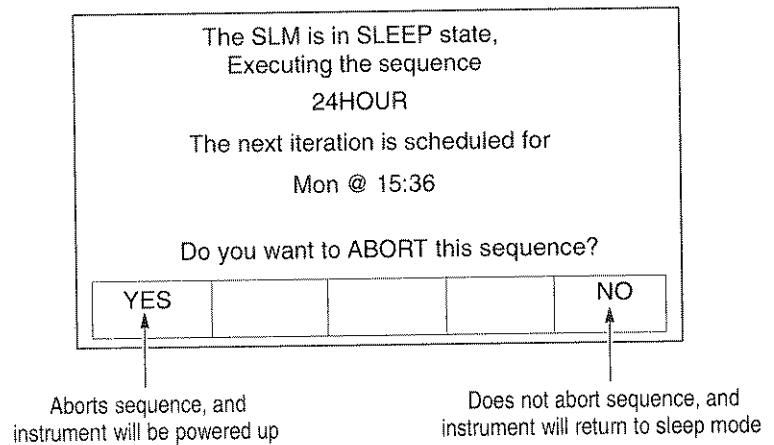 The SLM is in SLEEP state,
Executing the sequence
24HOUR
The next iteration is scheduled for
Mon @ 15:36
Do you want to ABORT this sequence?
YES
NO
Aborts sequence, and
instrument will be powered up
Does not abort sequence, and
instrument will return to sleep mode